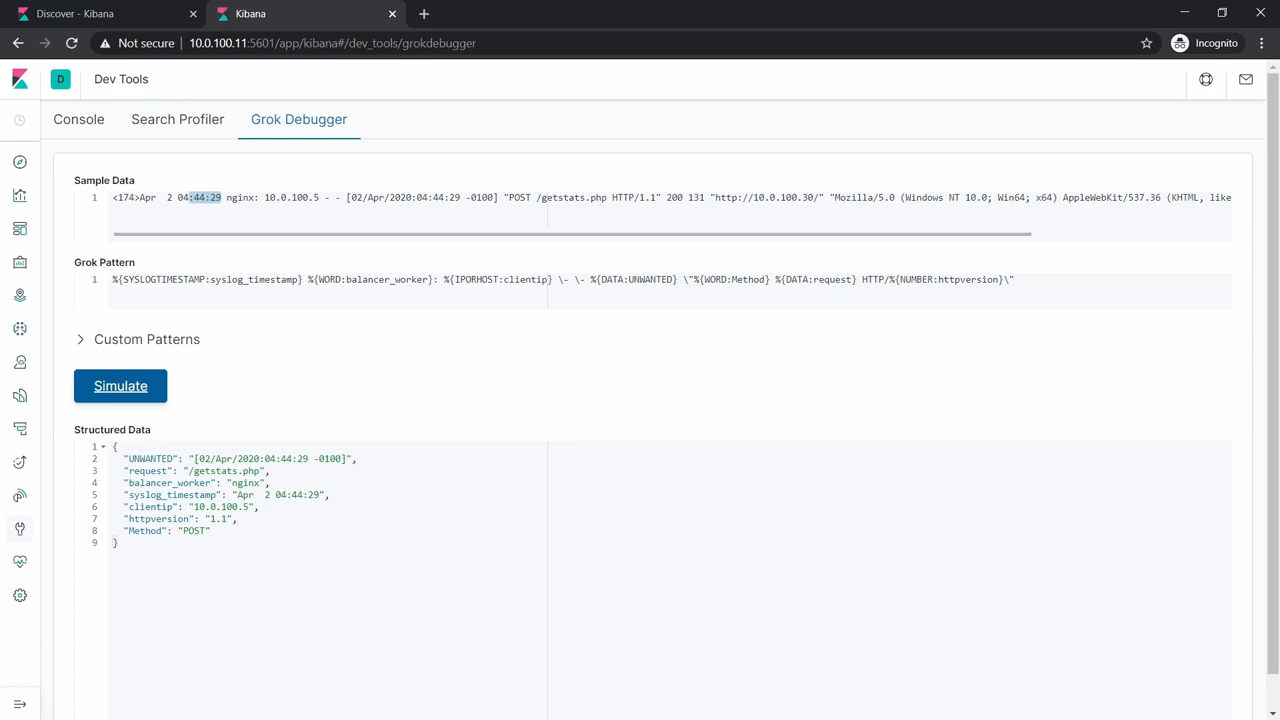 Discover - Kibana
Kibana
Not secure | 10.0.100.11:5601/app/kibana#/dev_tools/grokdebugger
Incognito
D
Dev Tools
Console
Search Profiler
Grok Debugger
Sample Data
1 <174>Apr  2 04:44:29 nginx: 10.0.100.5 - - [02/Apr/2020:04:44:29 -0100] "POST /getstats.php HTTP/1.1" 200 131 "http://10.0.100.30/" "Mozilla/5.0 (Windows NT 10.0; Win64; x64) AppleWebKit/537.36 (KHTML, like
Grok Pattern
1 %{SYSLOGTIMESTAMP:syslog_timestamp} %{WORD:balancer_worker}: %{IPORHOST:clientip} \- \- %{DATA:UNWANTED} \"%{WORD:Method} %{DATA:request} HTTP/%{NUMBER:httpversion}\"
Custom Patterns
Simulate
Structured Data
1 {
2 "UNWANTED": "[02/Apr/2020:04:44:29 -0100]",
3 "request": "/getstats.php",
4 "balancer_worker": "nginx",
5 "syslog_timestamp": "Apr  2 04:44:29",
6 "clientip": "10.0.100.5",
7 "httpversion": "1.1",
8 "Method": "POST"
9 }